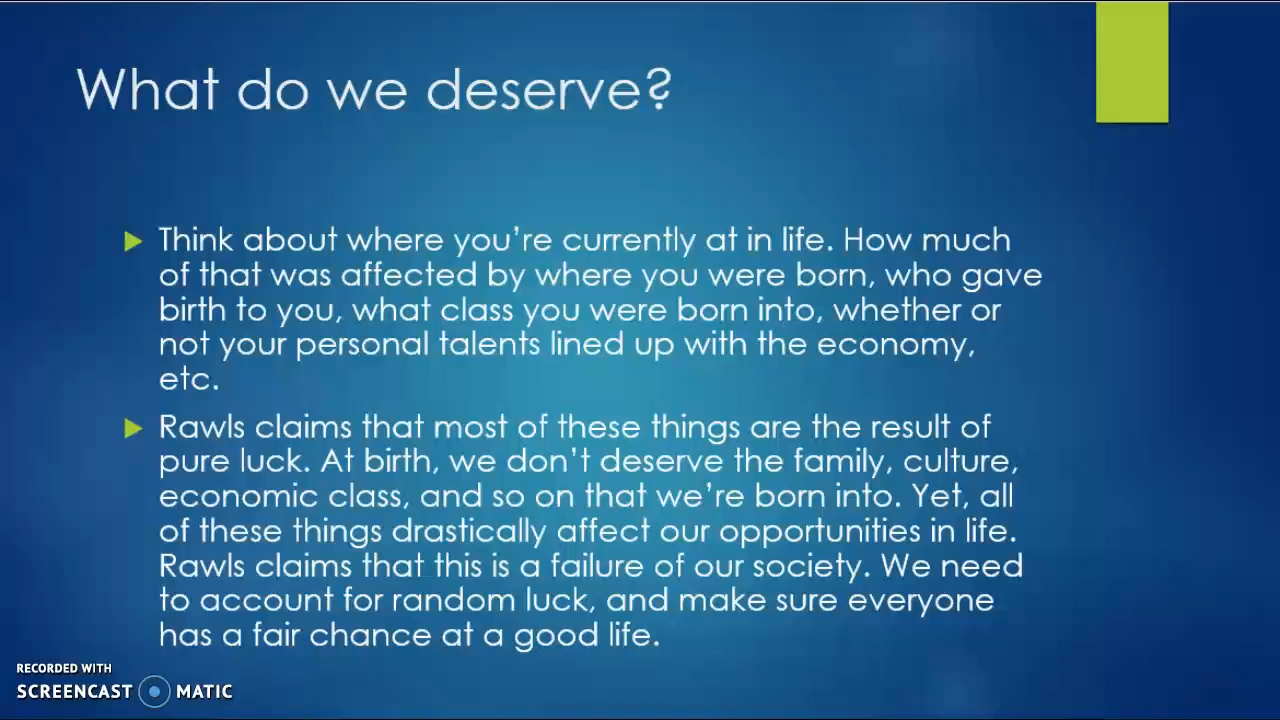 What do we deserve?
Think about where you're currently at in life. How much
of that was affected by where you were born, who gave
birth to you, what class you were born into, whether or
not your personal talents lined up with the economy,
etc.
Rawls claims that most of these things are the result of
pure luck. At birth, we don't deserve the family, culture,
economic class, and so on that we're born into. Yet, all
of these things drastically affect our opportunities in life.
Rawls claims that this is a failure of our society. We need
to account for random luck, and make sure everyone
has a fair chance at a good life.
RECORDED WITH
SCREENCAST MATIC